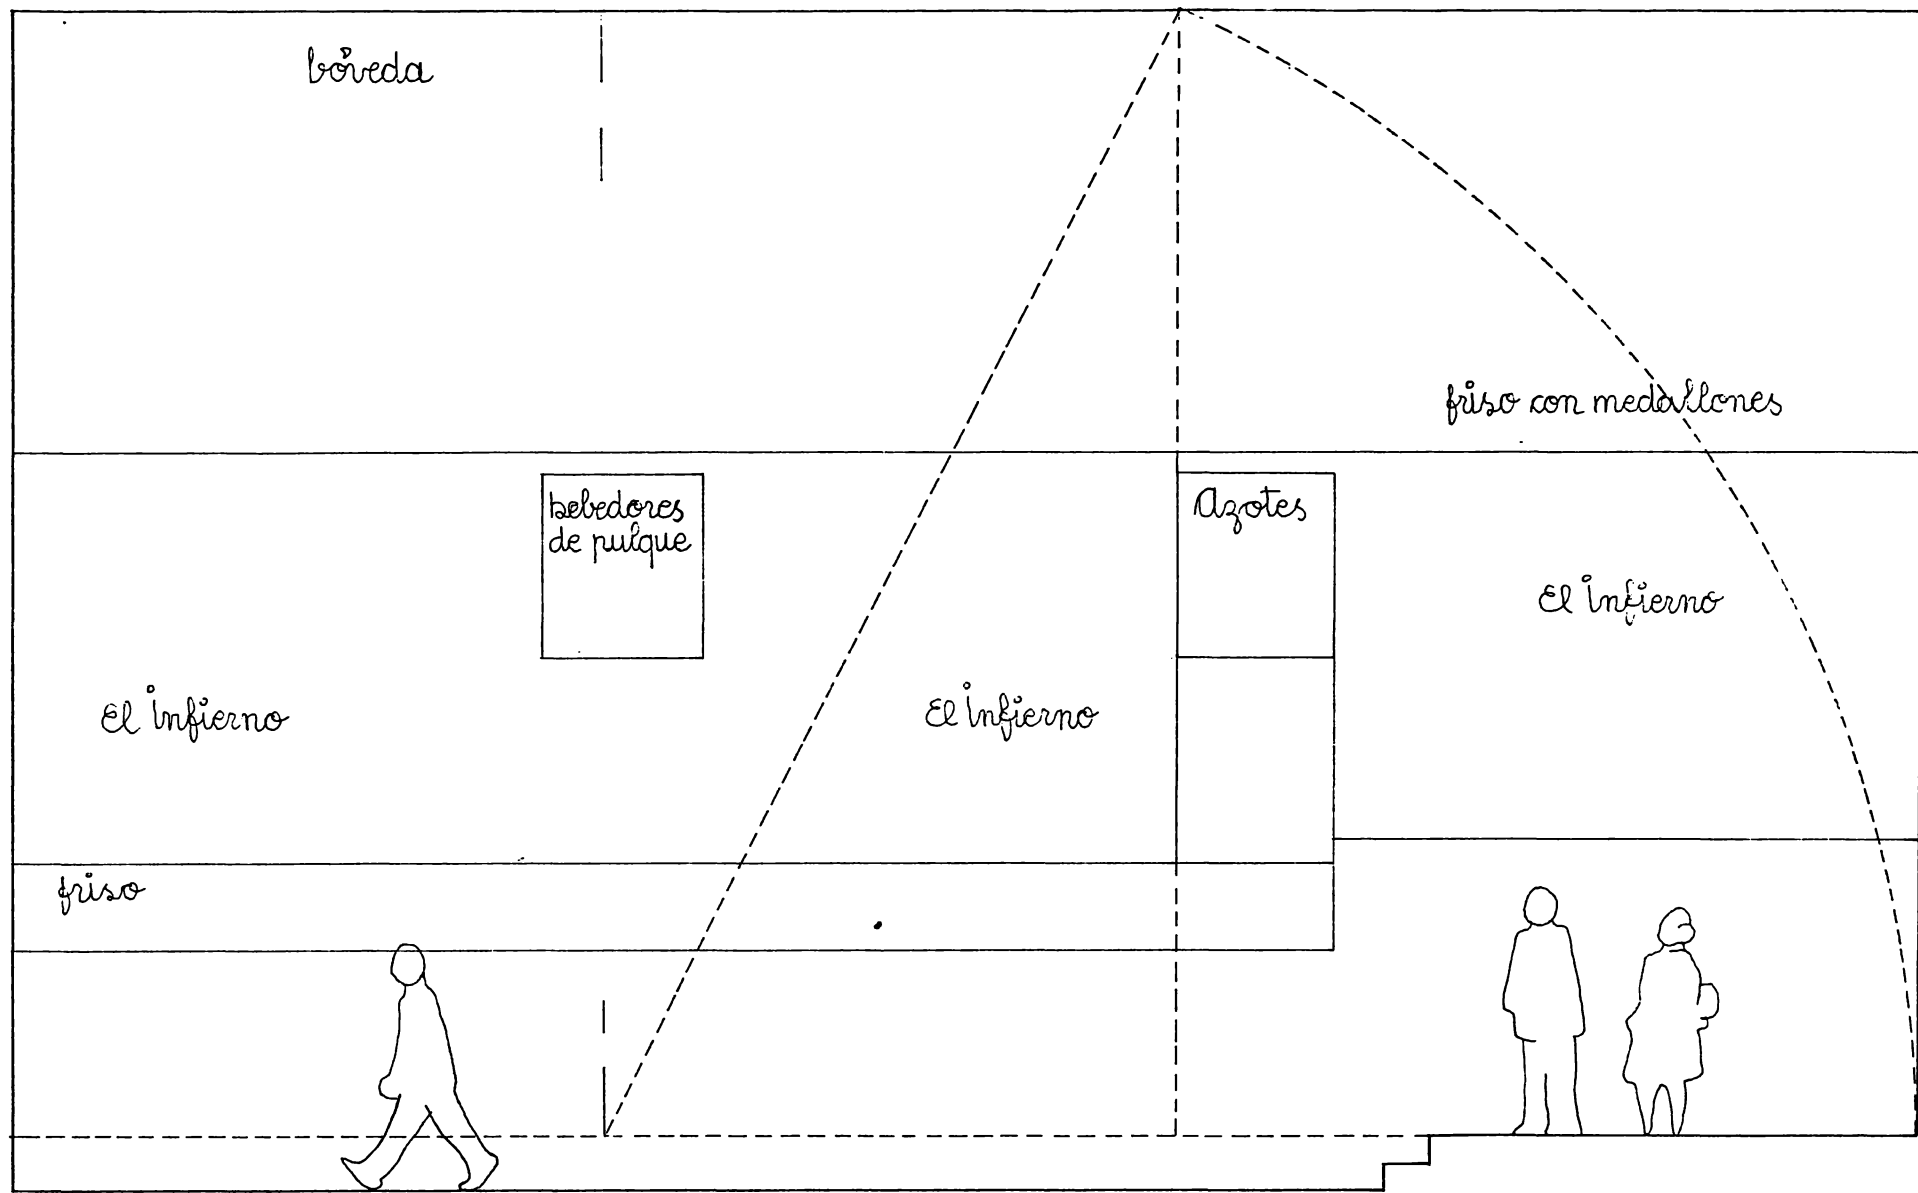 bóveda
friso con medallones
bebedores
de pulque
Azotes
El infierno
El infierno
El infierno
friso